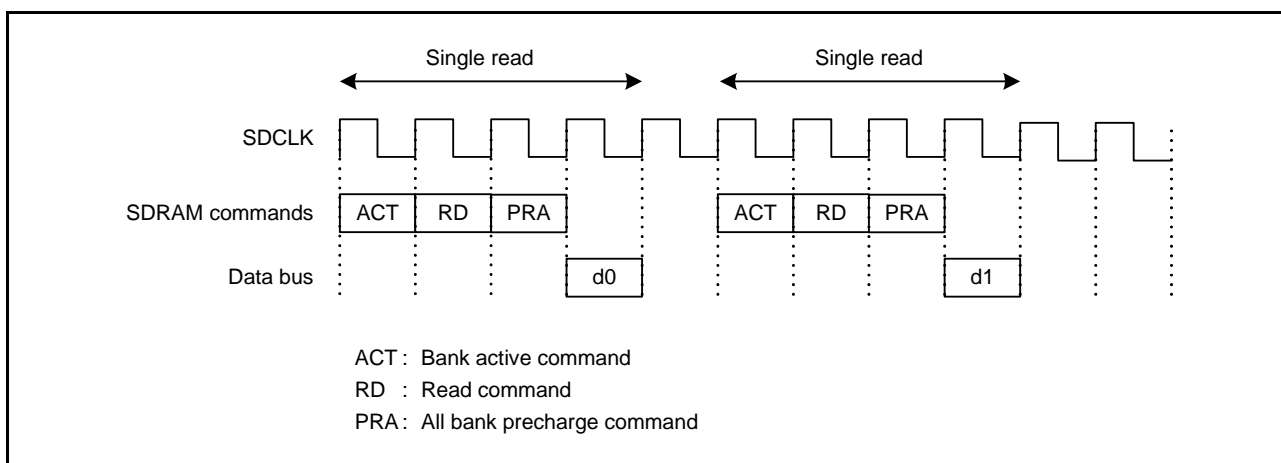 Single read Single read
SDCLK
SDRAM commands ACT RD PRA ACT RD PRA
Data bus d0 d1
ACT : Bank active command
RD : Read command
PRA : All bank precharge command